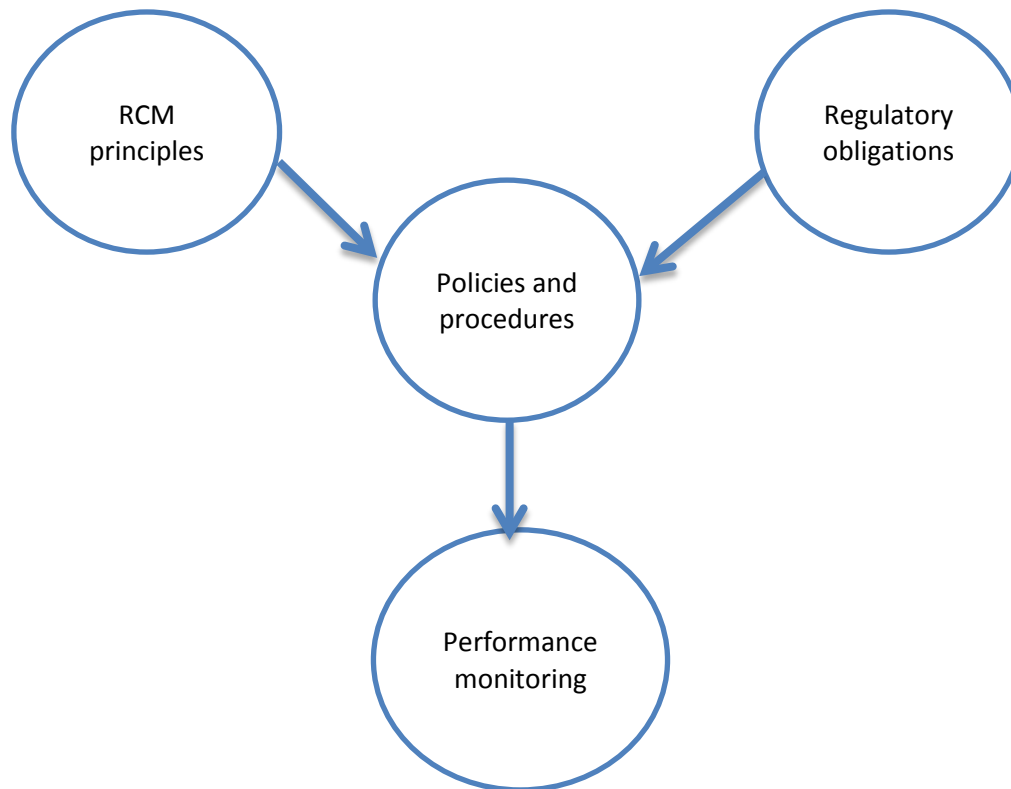 RCM
principles
Regulatory
obligations
Policies and
procedures
Performance
monitoring